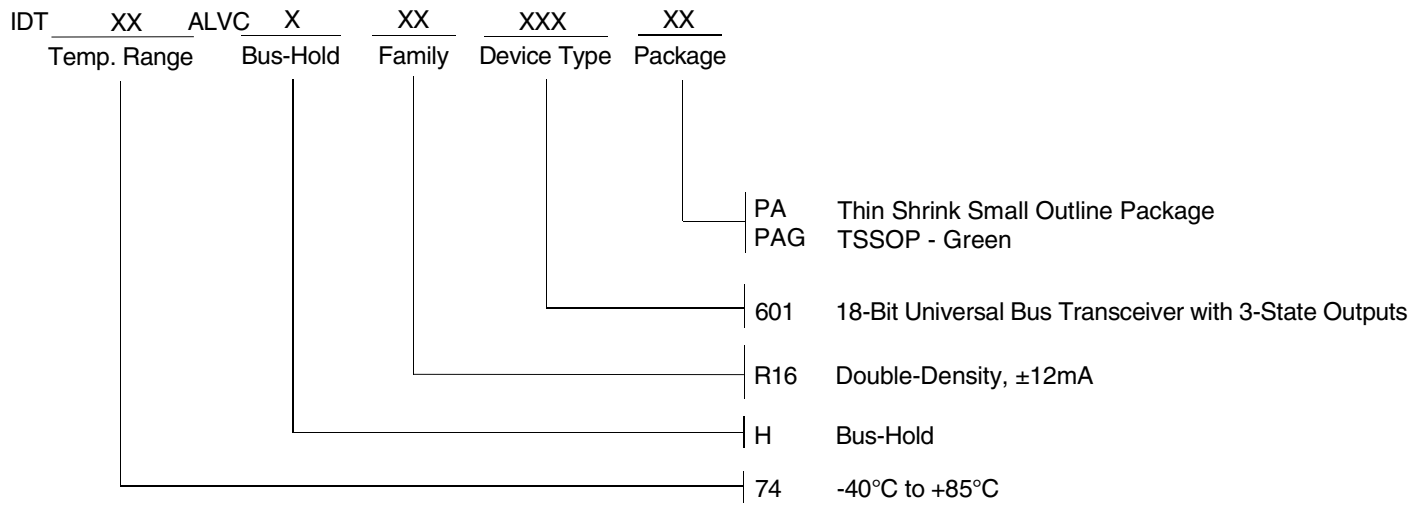 IDT XX ALVC X XX XXX XX
Temp. Range Bus-Hold Family Device Type Package
PA Thin Shrink Small Outline Package
PAG TSSOP - Green
601 18-Bit Universal Bus Transceiver with 3-State Outputs
R16 Double-Density, ±12mA
H Bus-Hold
74 -40°C to +85°C